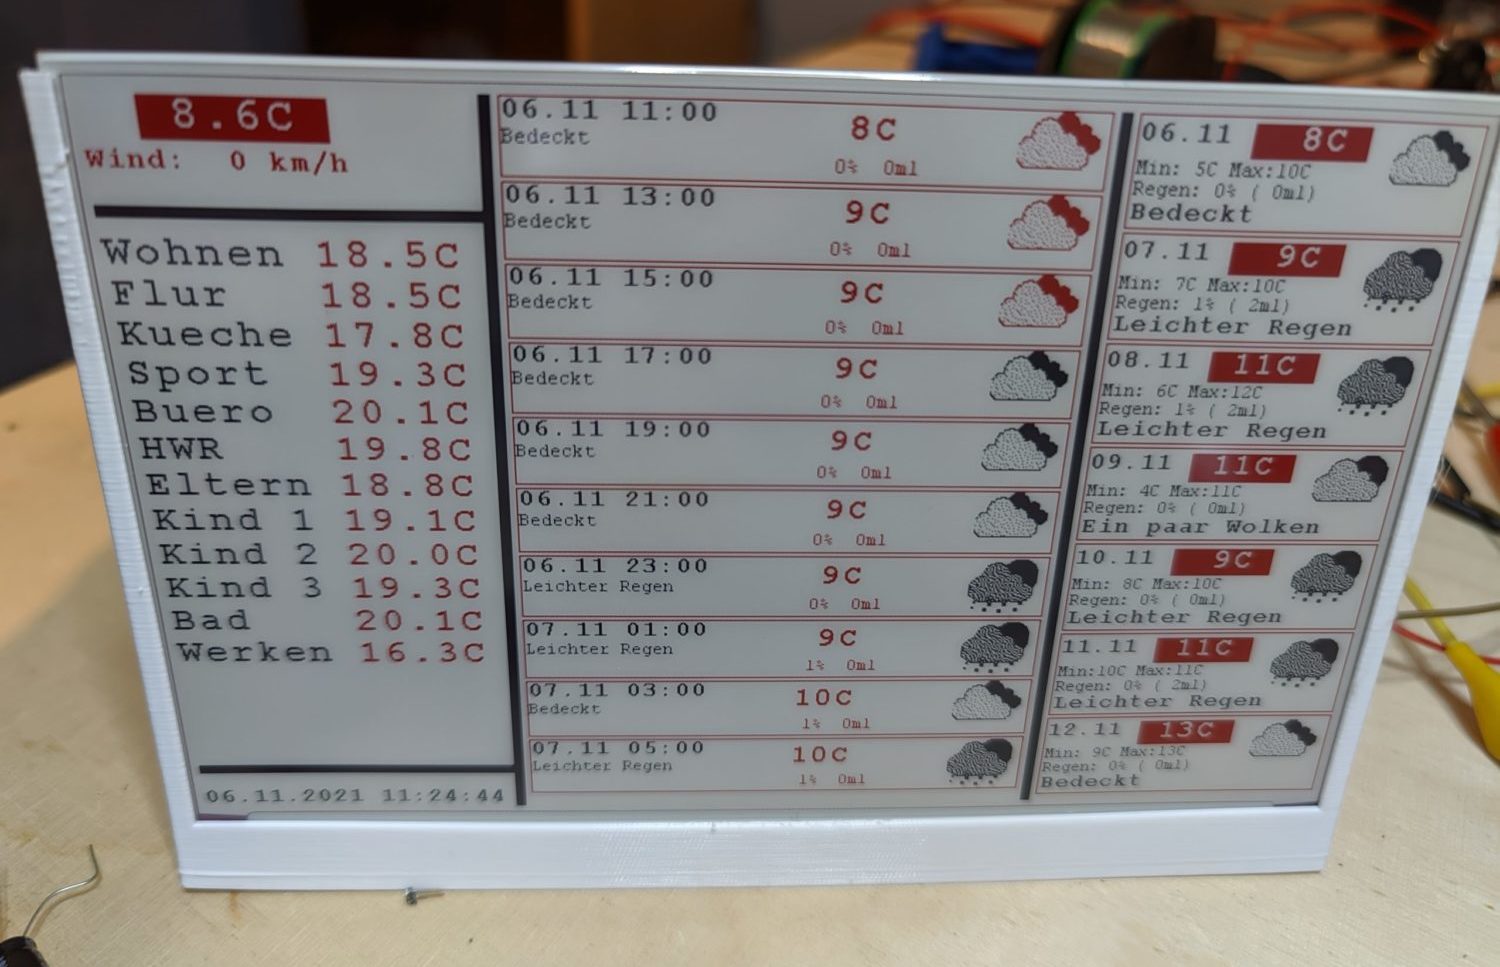 8.6C
Wind: 0 km/h
Wohnen 18.5C
Flur 18.5C
Kueche 17.8C
Sport 19.3C
Buero 20.1C
HWR 19.8C
Eltern 18.8C
Kind 1 19.1C
Kind 2 20.0C
Kind 3 19.3C
Bad 20.1C
Werken 16.3C
06.11.2021 11:24:44
06.11 11:00 8C
Bedeckt
0% 0ml
06.11 13:00 9C
Bedeckt
0% 0ml
06.11 15:00 9C
Bedeckt
0% 0ml
06.11 17:00 9C
Bedeckt
0% 0ml
06.11 19:00 9C
Bedeckt
0% 0ml
06.11 21:00 9C
Bedeckt
0% 0ml
06.11 23:00 9C
Leichter Regen
0% 0ml
07.11 01:00 9C
Leichter Regen
1% 0ml
07.11 03:00 10C
Bedeckt
1% 0ml
07.11 05:00 10C
Leichter Regen
1% 0ml
06.11 8C
Min: 5C Max:10C
Regen: 0% ( 0ml)
Bedeckt
07.11 9C
Min: 7C Max:10C
Regen: 1% ( 2ml)
Leichter Regen
08.11 11C
Min: 6C Max:12C
Regen: 1% ( 2ml)
Leichter Regen
09.11 11C
Min: 4C Max:11C
Regen: 0% ( 0ml)
Ein paar Wolken
10.11 9C
Min: 8C Max:10C
Regen: 0% ( 0ml)
Leichter Regen
11.11 11C
Min:10C Max:11C
Regen: 0% ( 2ml)
Leichter Regen
12.11 13C
Min: 9C Max:13C
Regen: 0% ( 0ml)
Bedeckt